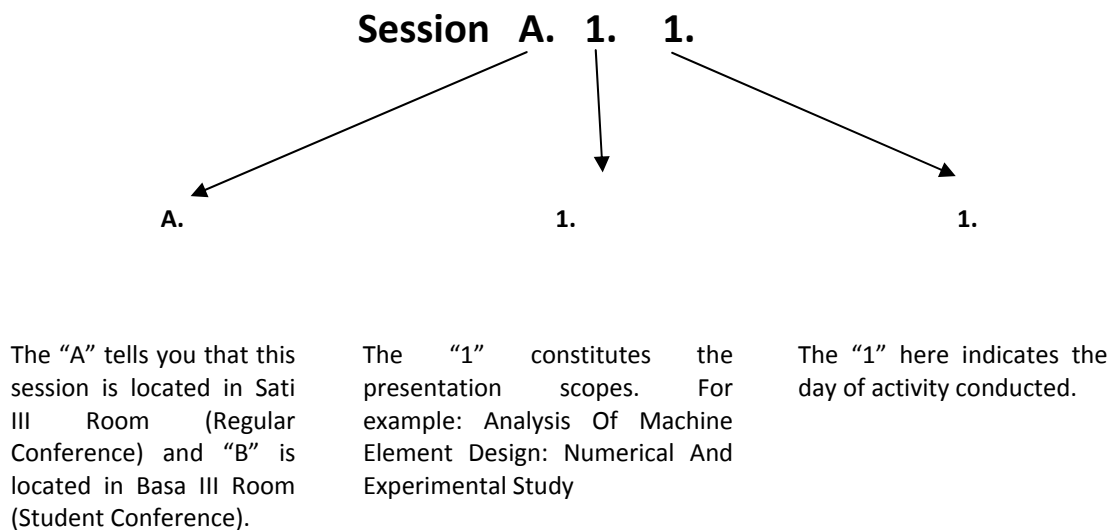 Session A. 1. 1.
A.
1.
1.
The “A” tells you that this
session is located in Sati
III Room (Regular
Conference) and “B” is
located in Basa III Room
(Student Conference).
The “1” constitutes the
presentation scopes. For
example: Analysis Of Machine
Element Design: Numerical And
Experimental Study
The “1” here indicates the
day of activity conducted.